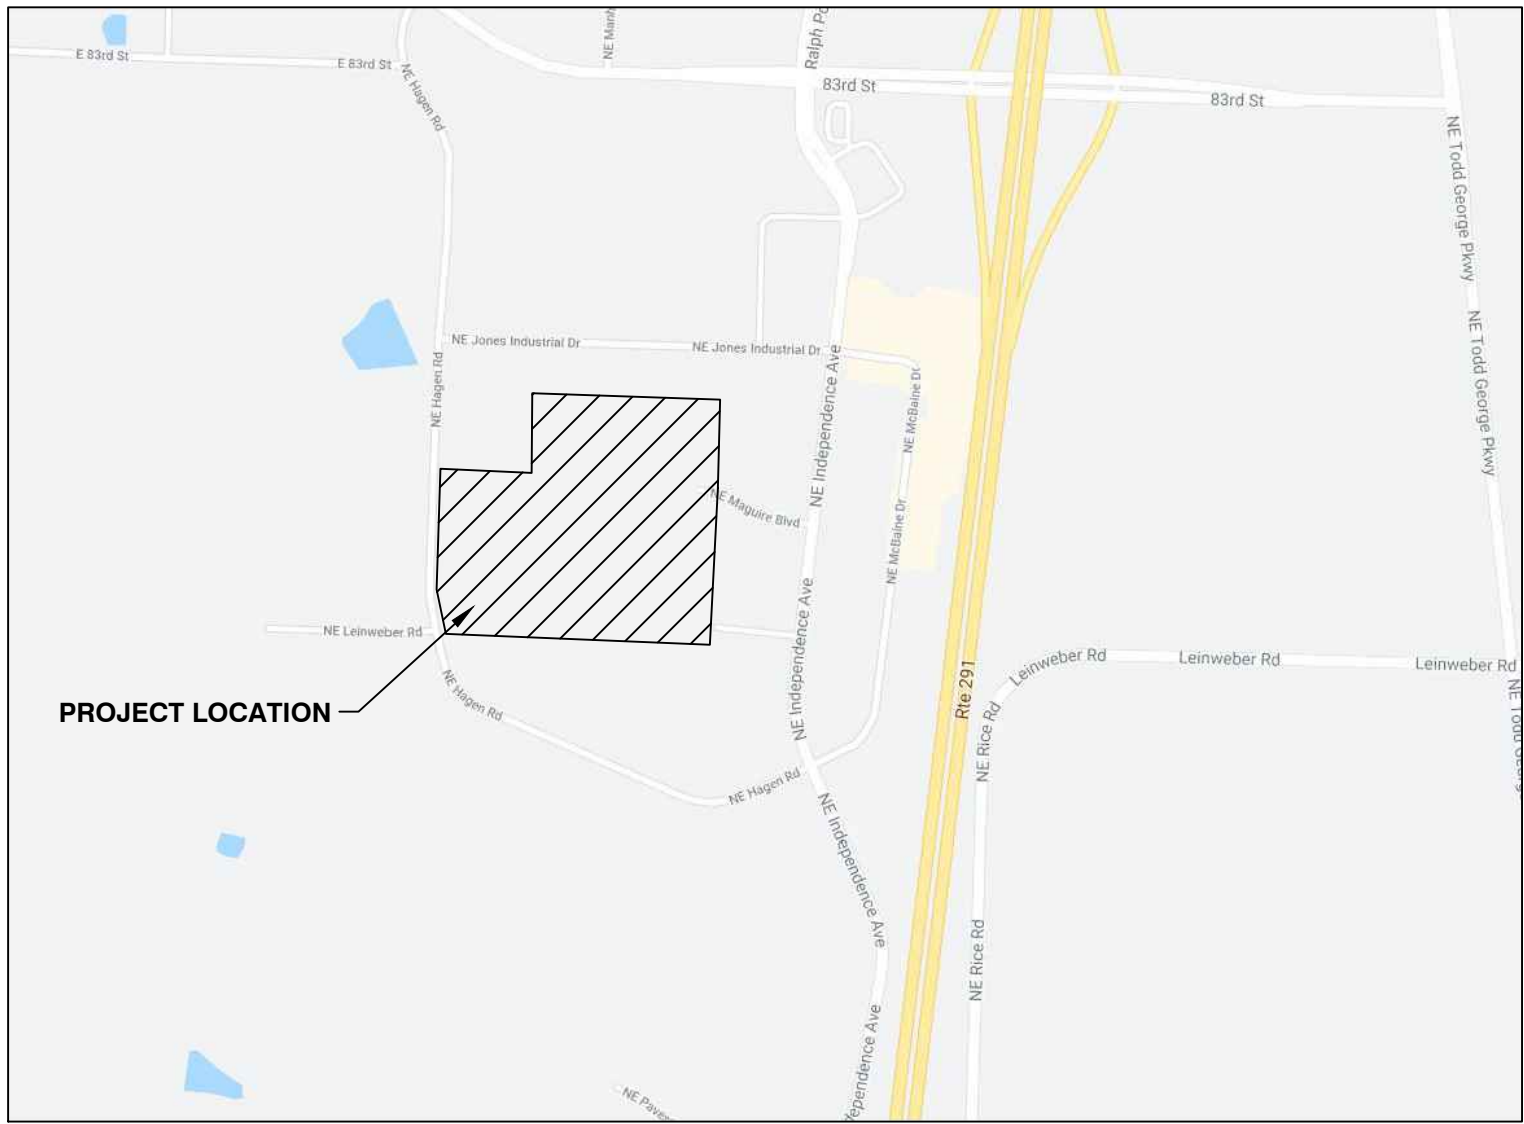 NE Manh
Ralph Po
E 83rd St
E 83rd St
83rd St
83rd St
NE Hagen Rd
NE Todd George Pkwy
NE Jones Industrial Dr
NE Jones Industrial Dr
NE Hagen Rd
NE Independence Ave
NE McBaine Dr
NE Todd George Pkwy
NE Maguire Blvd
NE McBaine Dr
NE Leinweber Rd
NE Independence Ave
Rte 291
Leinweber Rd
Leinweber Rd
Leinweber Rd
NE Hagen Rd
PROJECT LOCATION
NE Rice Rd
NE Hagen Rd
NE Independence Ave
NE Rice Rd
dependence Ave